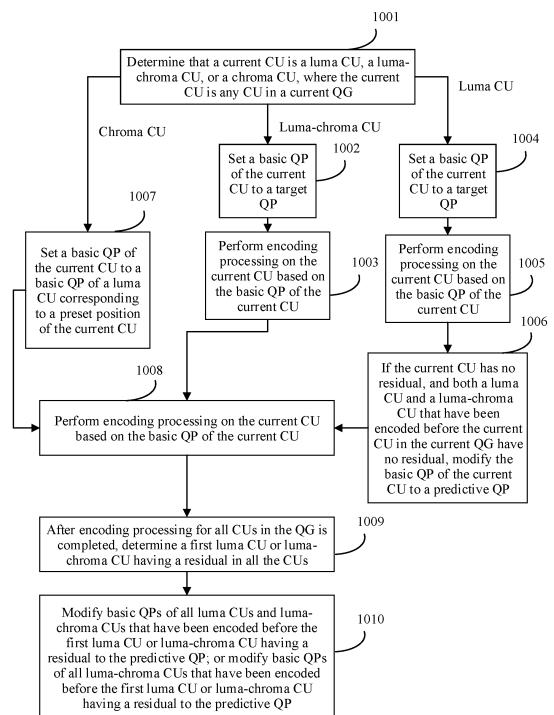 1001
Determine that a current CU is a luma CU, a luma-
chroma CU, or a chroma CU, where the current
CU is any CU in a current QG
Chroma CU
Luma-chroma CU
Luma CU
1002
Set a basic QP
of the current
CU to a target
QP
1004
Set a basic QP
of the current
CU to a target
QP
1007
Set a basic QP of
the current CU to a
basic QP of a luma
CU corresponding
to a preset position
of the current CU
Perform encoding
processing on the
current CU based on
the basic QP of the
current CU
1003
Perform encoding
processing on the
current CU based on
the basic QP of the
current CU
1005
1006
If the current CU has
no residual, and both a
luma CU and a luma-chroma
CU that have been
encoded before the current
CU in the current QG have
no residual, modify the
basic QP of the current
CU to a predictive QP
1008
Perform encoding processing on the current CU
based on the basic QP of the current CU
After encoding processing for all CUs in the QG is
completed, determine a first luma CU or luma-
chroma CU having a residual in all the CUs
1009
Modify basic QPs of all luma CUs and luma-
chroma CUs that have been encoded before the
first luma CU or luma-chroma CU having a
residual to the predictive QP; or modify basic QPs
of all luma-chroma CUs that have been encoded
before the first luma CU or luma-chroma CU
having a residual to the predictive QP
1010